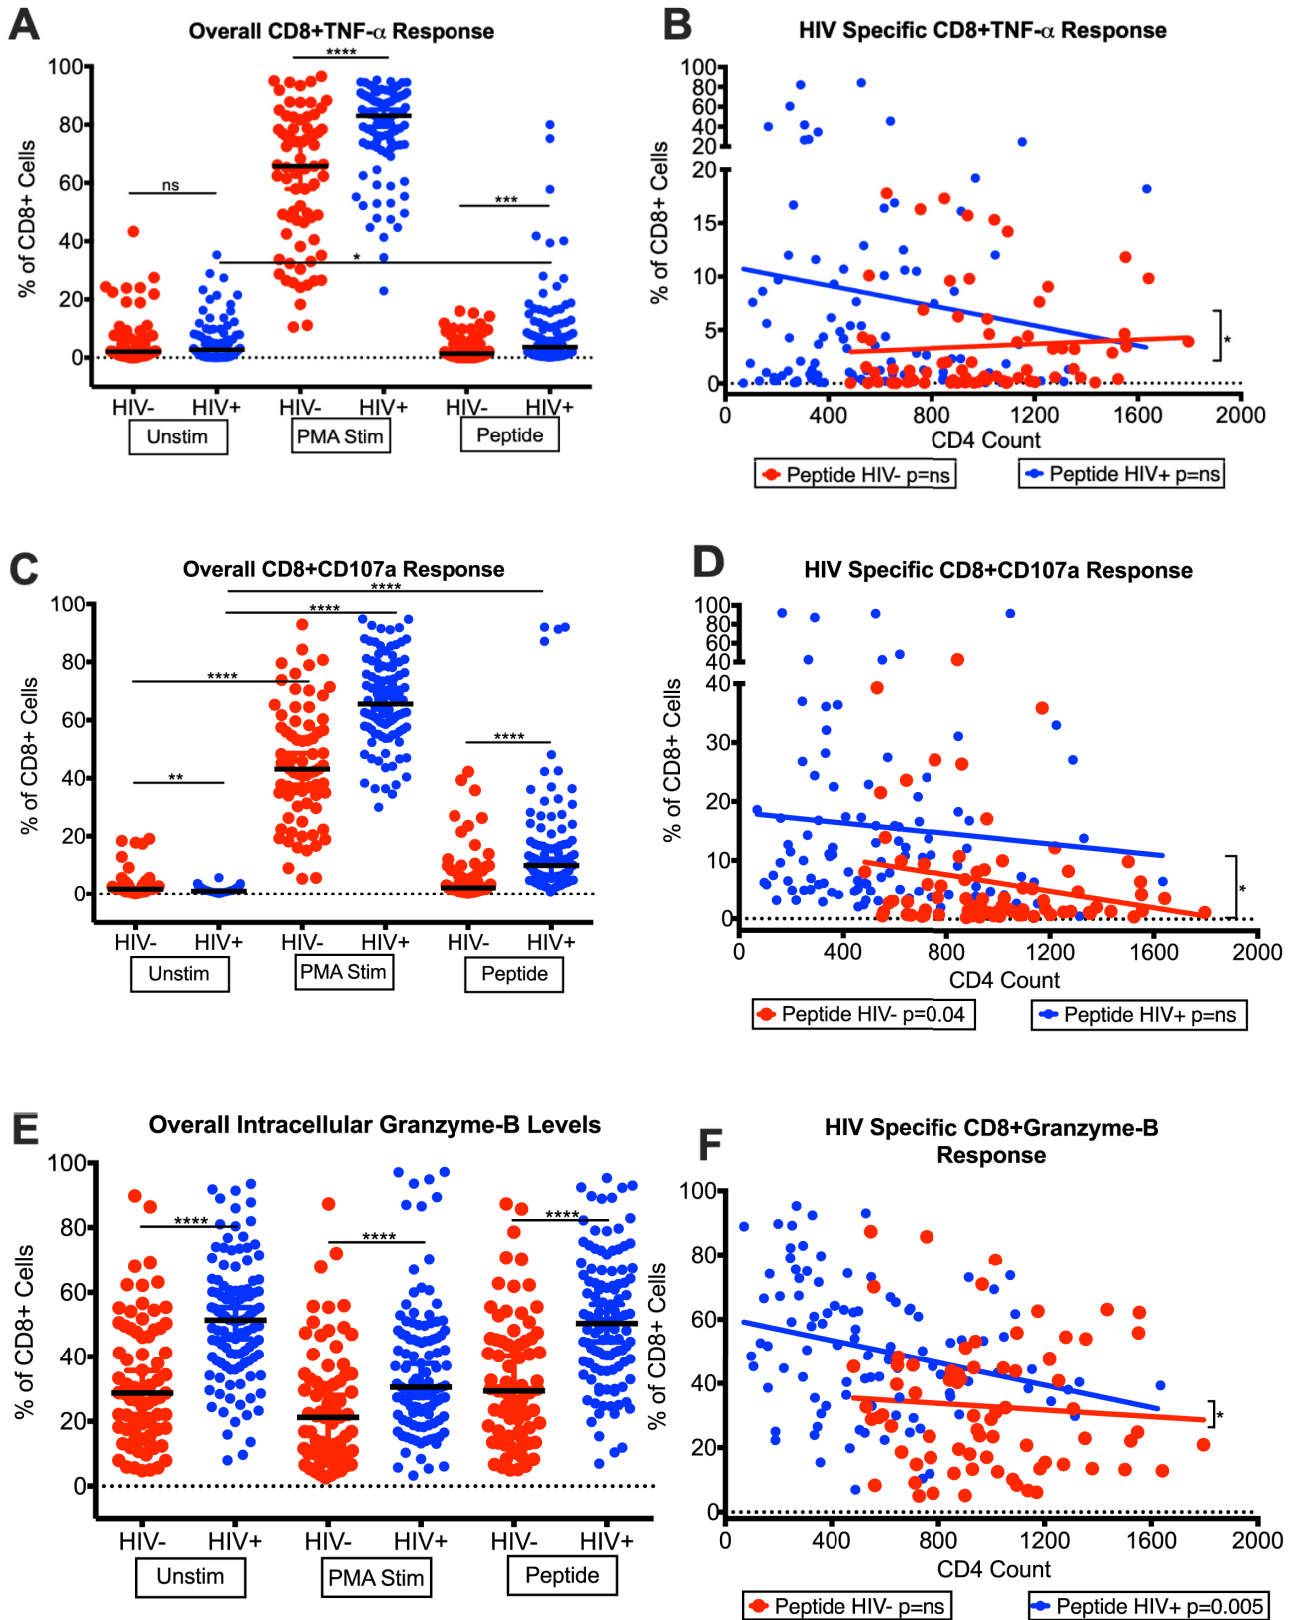 A
Overall CD8+TNF-α Response
% of CD8+ Cells
100
80
60
40
20
0
ns
****
***
*
HIV-
HIV+
HIV-
HIV+
HIV-
HIV+
Unstim
PMA Stim
Peptide
B
HIV Specific CD8+TNF-α Response
% of CD8+ Cells
100
80
60
40
20
20
15
10
5
0
*
0
400
800
1200
1600
2000
CD4 Count
Peptide HIV- p=ns
Peptide HIV+ p=ns
C
Overall CD8+CD107a Response
% of CD8+ Cells
100
80
60
40
20
0
****
****
****
**
****
HIV-
HIV+
HIV-
HIV+
HIV-
HIV+
Unstim
PMA Stim
Peptide
D
HIV Specific CD8+CD107a Response
% of CD8+ Cells
100
80
60
40
40
30
20
10
0
*
0
400
800
1200
1600
2000
CD4 Count
Peptide HIV- p=0.04
Peptide HIV+ p=ns
E
Overall Intracellular Granzyme-B Levels
% of CD8+ Cells
100
80
60
40
20
0
****
****
****
HIV-
HIV+
HIV-
HIV+
HIV-
HIV+
Unstim
PMA Stim
Peptide
F
HIV Specific CD8+Granzyme-B
Response
% of CD8+ Cells
100
80
60
40
20
0
*
0
400
800
1200
1600
2000
CD4 Count
Peptide HIV- p=ns
Peptide HIV+ p=0.005